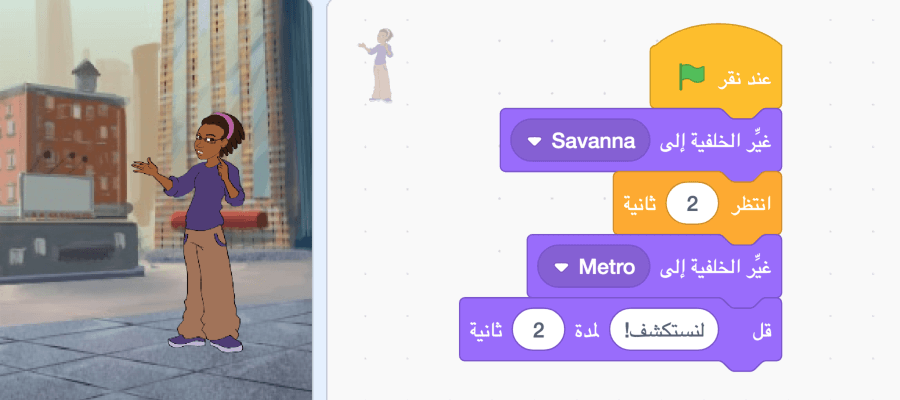 عند نقر
غيِّر الخلفية إلى Savanna
انتظر 2 ثانية
غيِّر الخلفية إلى Metro
قل لنستكشف! لمدة 2 ثانية